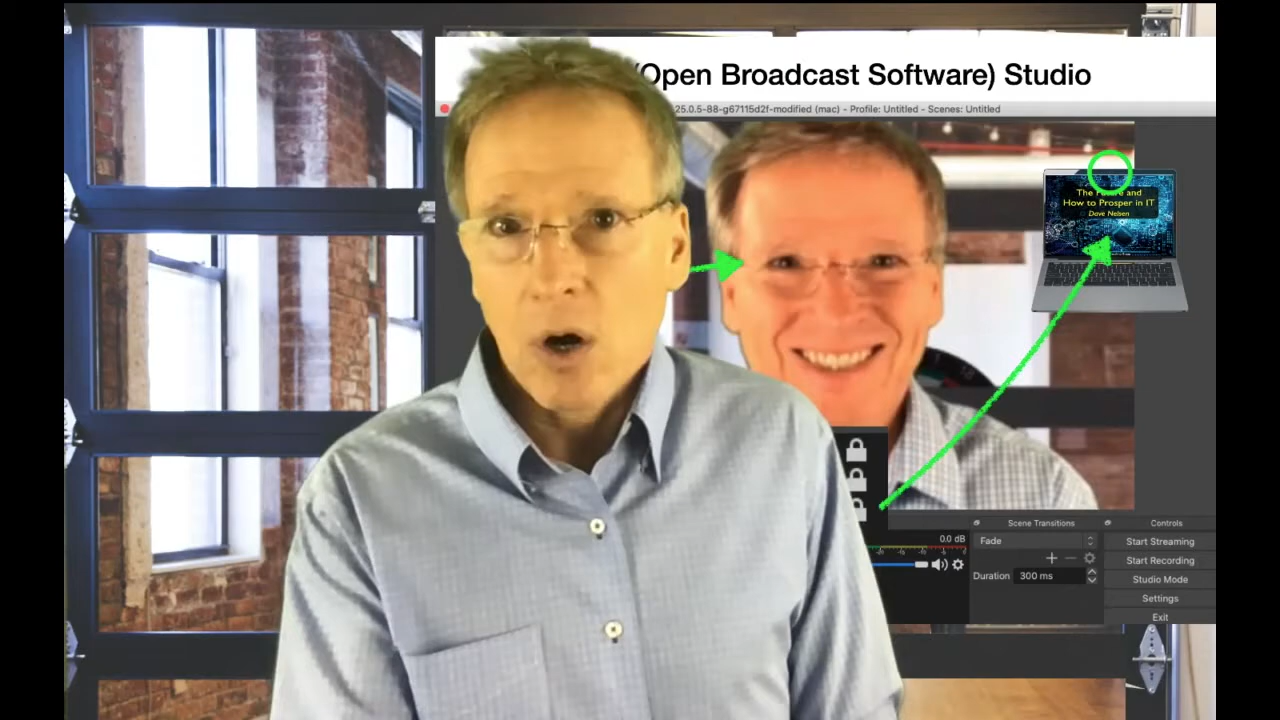 (Open Broadcast Software) Studio
25.0.5-88-g67115d2f-modified (mac) - Profile: Untitled - Scenes: Untitled
The Future and
How to Prosper in IT
Dave Nelsen
Scene Transitions
Controls
0.0 dB
Fade
Start Streaming
Start Recording
Duration 300 ms
Studio Mode
Settings
Exit